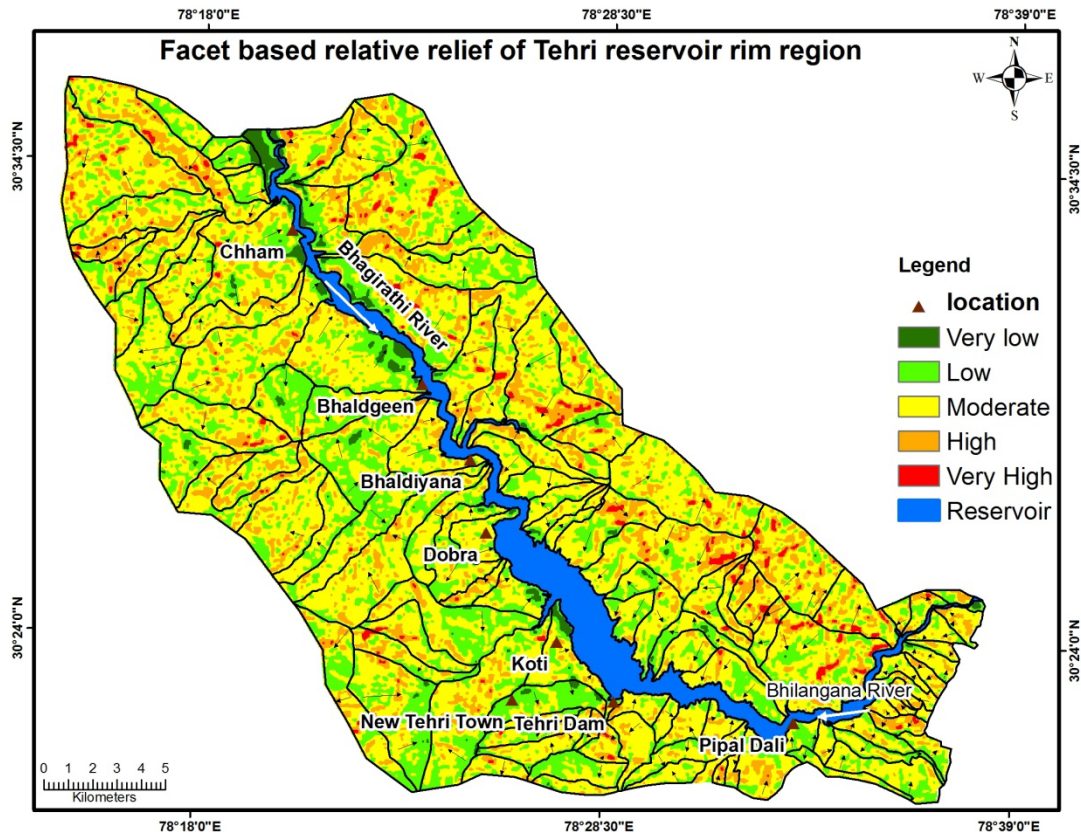 78°18'0"E
78°28'30"E
78°39'0"E
Facet based relative relief of Tehri reservoir rim region
N
W
E
S
30°34'30"N
30°34'30"N
Chham
Bhagirathi River
Legend
location
Very low
Low
Moderate
High
Very High
Reservoir
Bhaldgeen
Bhaldiyana
Dobra
30°24'0"N
30°24'0"N
Koti
Bhilangana River
New Tehri Town
Tehri Dam
Pipal Dali
0 1 2 3 4 5
Kilometers
78°18'0"E
78°28'30"E
78°39'0"E